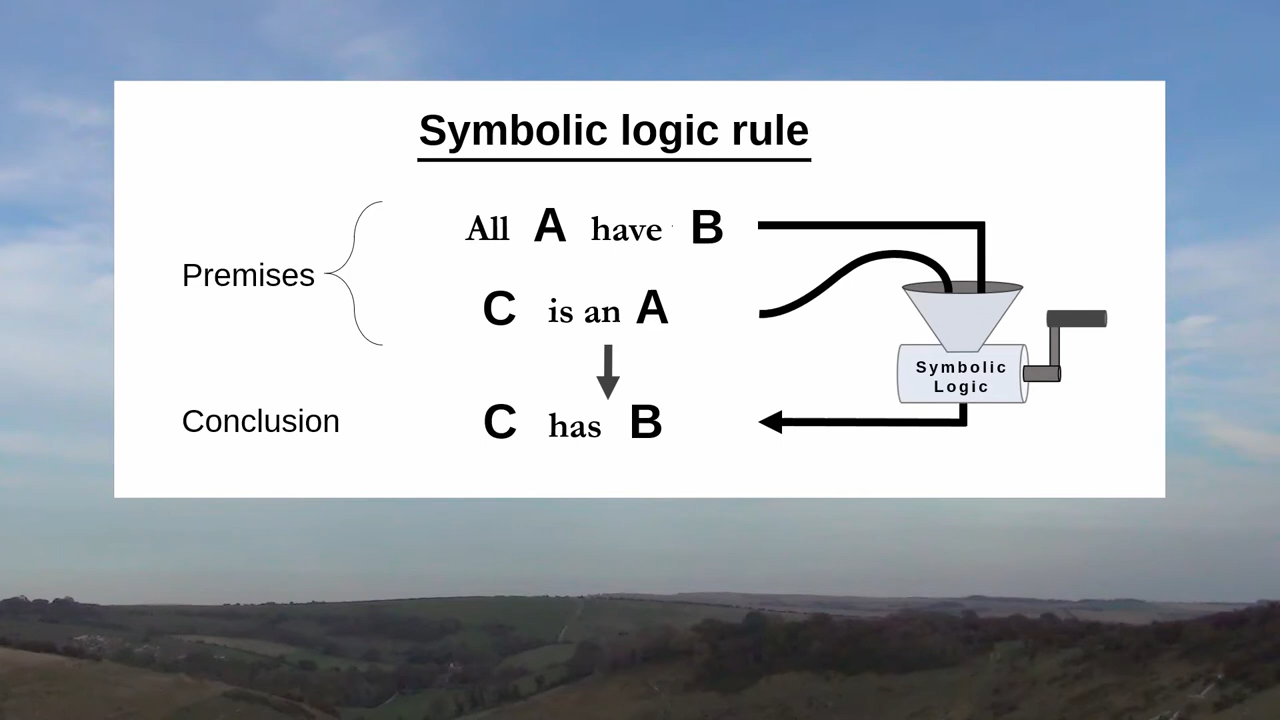 Symbolic logic rule
Premises
All A have B
C is an A
Conclusion
C has B
Symbolic
Logic